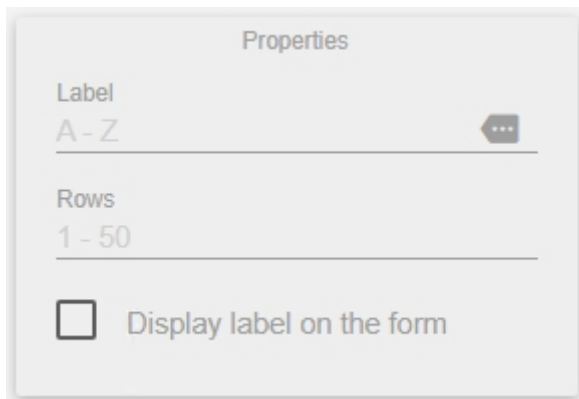 Properties
Label
A - Z
Rows
1 - 50
Display label on the form